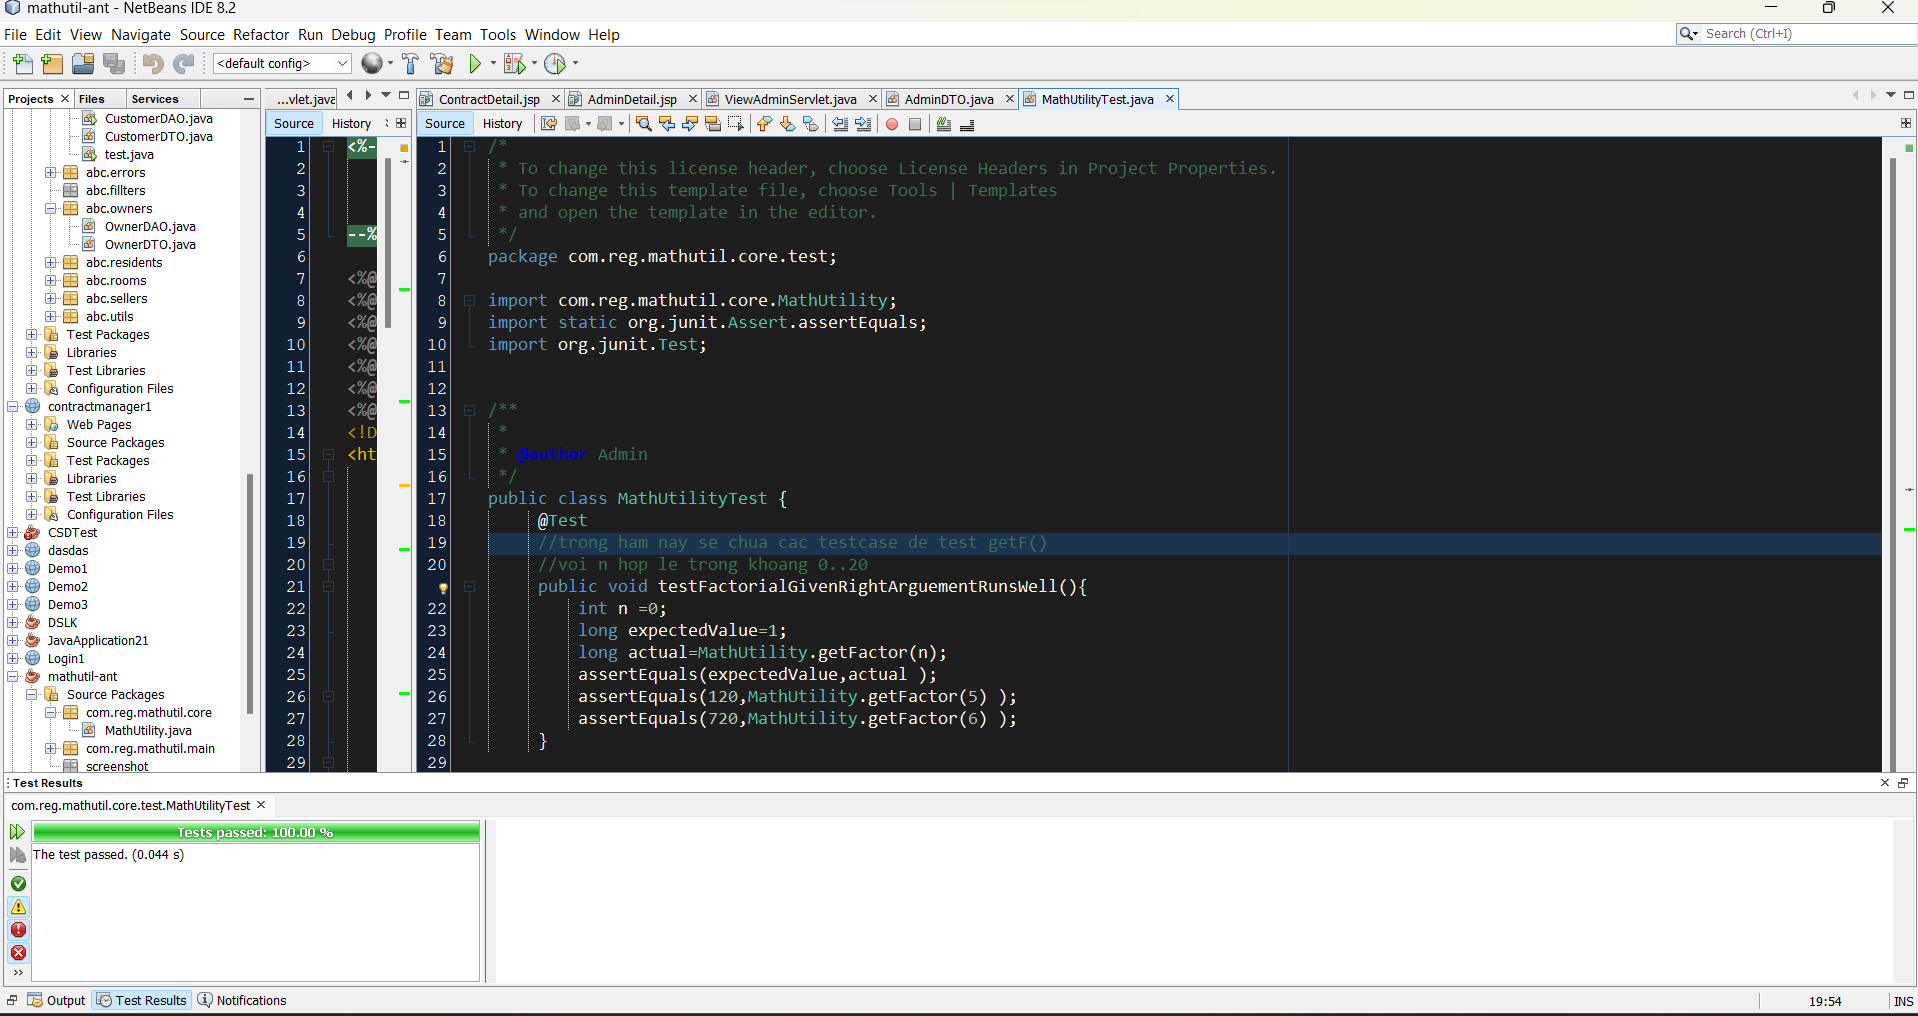 mathutil-ant - NetBeans IDE 8.2
File Edit View Navigate Source Refactor Run Debug Profile Team Tools Window Help
Search (Ctrl+I)
<default config>
Projects Files Services
CustomerDAO.java
CustomerDTO.java
test.java
abc.errors
abc.fillters
abc.owners
OwnerDAO.java
OwnerDTO.java
abc.residents
abc.rooms
abc.sellers
abc.utils
Test Packages
Libraries
Test Libraries
Configuration Files
contractmanager1
Web Pages
Source Packages
Test Packages
Libraries
Test Libraries
Configuration Files
CSDTest
dasdas
Demo1
Demo2
Demo3
DSLK
JavaApplication21
Login1
mathutil-ant
Source Packages
com.reg.mathutil.core
MathUtility.java
com.reg.mathutil.main
screenshot
...vlet.java
Source History
1 <%-
2
3
4
5 --%
6
7 <%@
8 <%@
9 <%@
10 <%@
11 <%@
12 <%@
13 <%@
14 <!D
15 <ht
16
17
18
19
20
21
22
23
24
25
26
27
28
29
ContractDetail.jsp AdminDetail.jsp ViewAdminServlet.java AdminDTO.java MathUtilityTest.java
Source History
1 /*
2 * To change this license header, choose License Headers in Project Properties.
3 * To change this template file, choose Tools | Templates
4 * and open the template in the editor.
5 */
6 package com.reg.mathutil.core.test;
7
8 import com.reg.mathutil.core.MathUtility;
9 import static org.junit.Assert.assertEquals;
10 import org.junit.Test;
11
12
13 /**
14 *
15 * @author Admin
16 */
17 public class MathUtilityTest {
18 @Test
19 //trong ham nay se chua cac testcase de test getF()
20 //voi n hop le trong khoang 0..20
public void testFactorialGivenRightArguementRunsWell(){
22 int n =0;
23 long expectedValue=1;
24 long actual=MathUtility.getFactor(n);
25 assertEquals(expectedValue,actual );
26 assertEquals(120,MathUtility.getFactor(5) );
27 assertEquals(720,MathUtility.getFactor(6) );
28 }
29
Test Results
com.reg.mathutil.core.test.MathUtilityTest
Tests passed: 100.00 %
The test passed. (0.044 s)
Output Test Results Notifications
19:54 INS